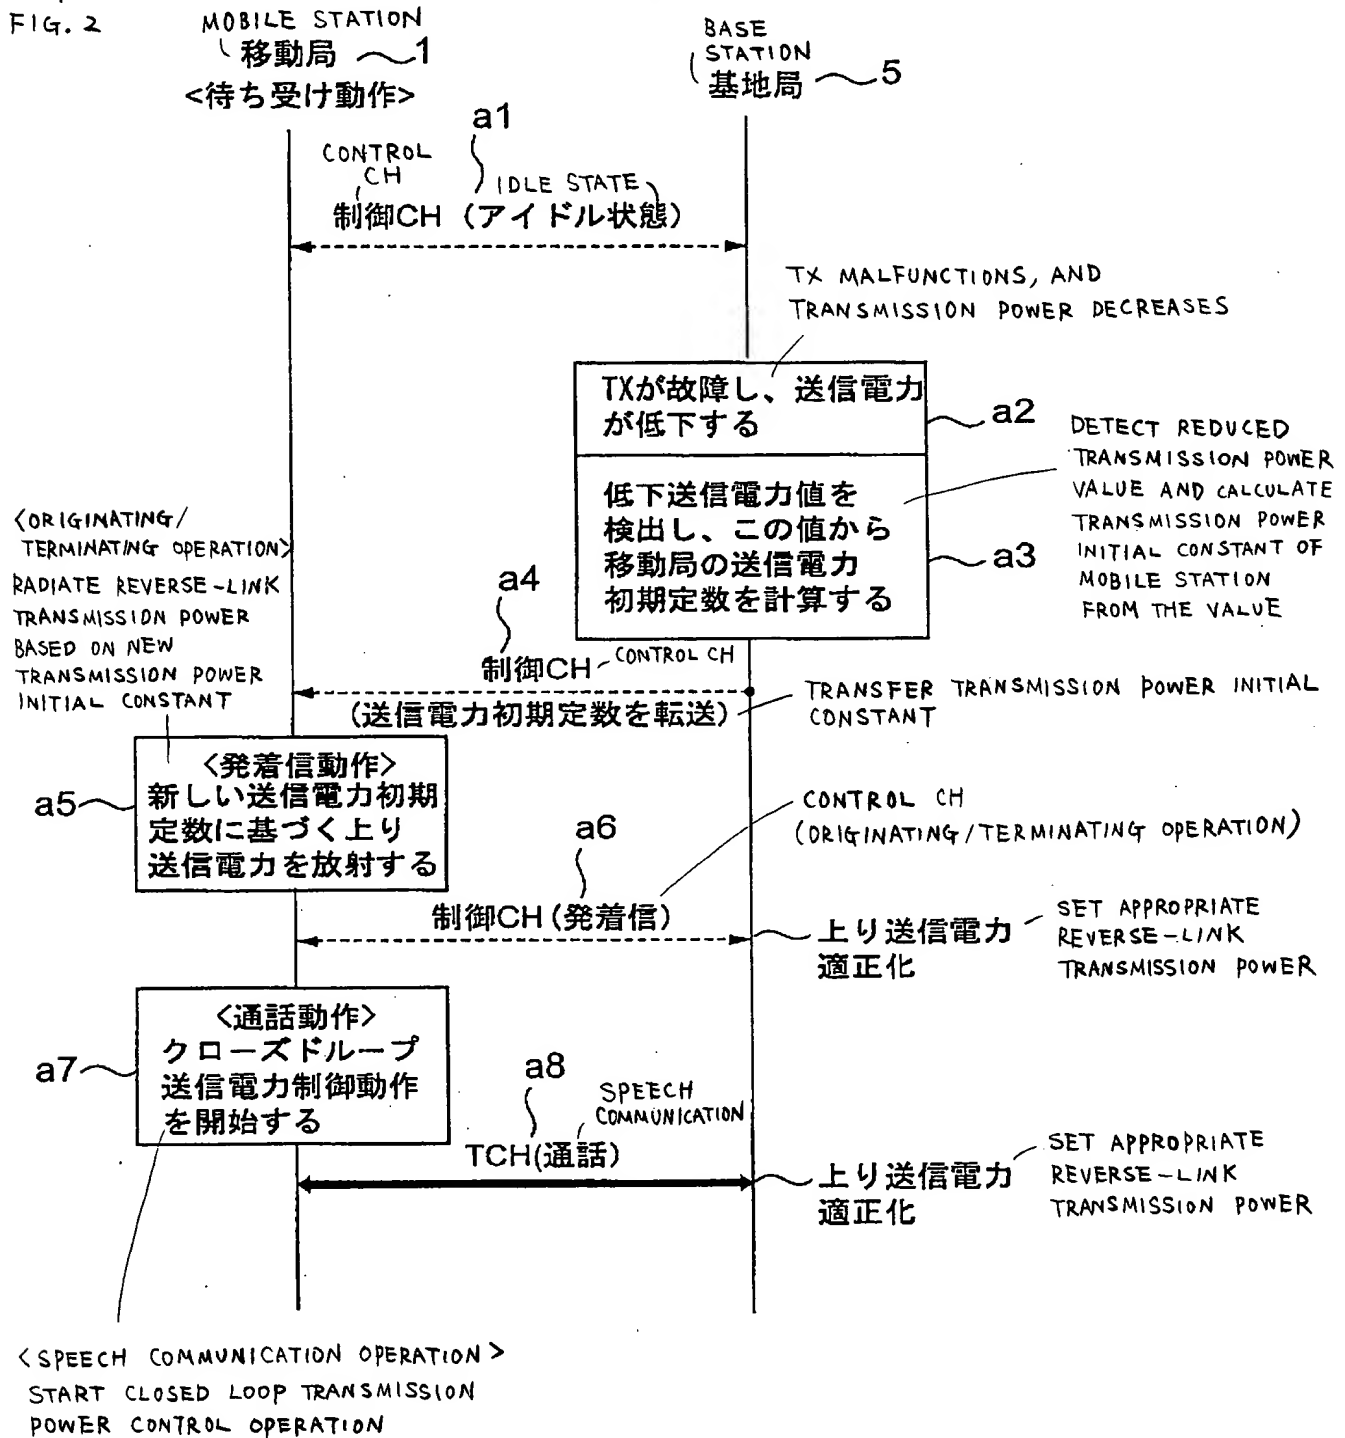 FIG. 2
MOBILE STATION
移動局
1
<待ち受け動作>
BASE
STATION
基地局
5
a1
CONTROL
CH
IDLE STATE
制御CH (アイドル状態)
TX MALFUNCTIONS, AND
TRANSMISSION POWER DECREASES
TXが故障し、送信電力
が低下する
a2
DETECT REDUCED
TRANSMISSION POWER
VALUE AND CALCULATE
TRANSMISSION POWER
INITIAL CONSTANT OF
MOBILE STATION
FROM THE VALUE
低下送信電力値を
検出し、この値から
移動局の送信電力
初期定数を計算する
a3
<ORIGINATING/
TERMINATING OPERATION>
RADIATE REVERSE-LINK
TRANSMISSION POWER
BASED ON NEW
TRANSMISSION POWER
INITIAL CONSTANT
a4
制御CH
CONTROL CH
(送信電力初期定数を転送)
TRANSFER TRANSMISSION POWER INITIAL
CONSTANT
a5
<発着信動作>
新しい送信電力初期
定数に基づく上り
送信電力を放射する
CONTROL CH
(ORIGINATING/TERMINATING OPERATION)
a6
制御CH (発着信)
上り送信電力
適正化
SET APPROPRIATE
REVERSE-LINK
TRANSMISSION POWER
a7
<通話動作>
クローズドループ
送信電力制御動作
を開始する
a8
SPEECH
COMMUNICATION
TCH(通話)
上り送信電力
適正化
SET APPROPRIATE
REVERSE-LINK
TRANSMISSION POWER
<SPEECH COMMUNICATION OPERATION>
START CLOSED LOOP TRANSMISSION
POWER CONTROL OPERATION